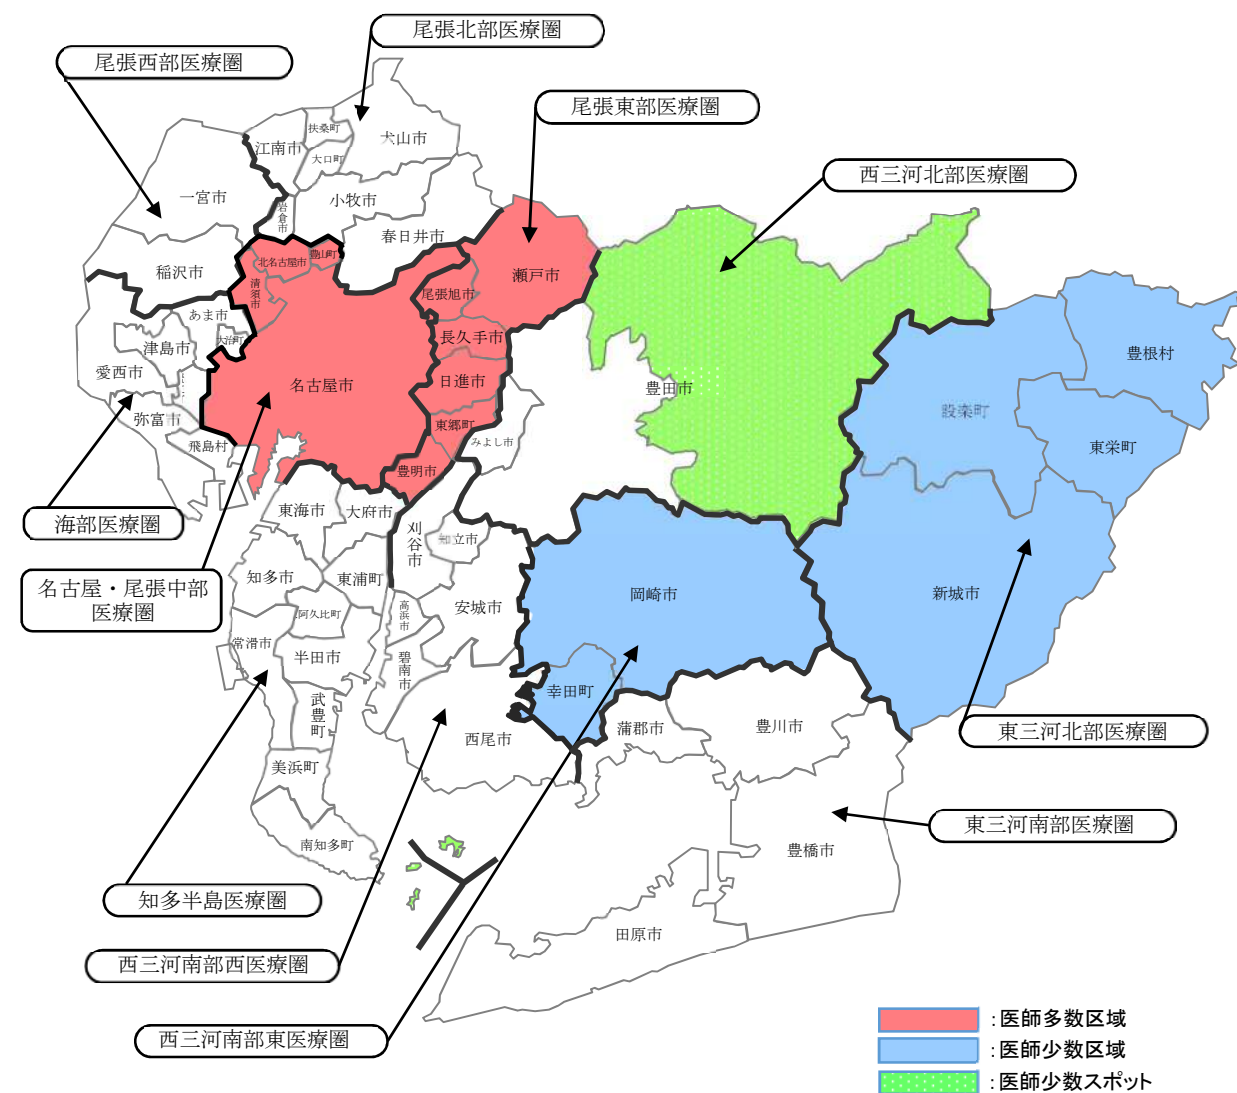 尾張北部医療圏
尾張西部医療圏
尾張東部医療圏
西三河北部医療圏
扶桑町
犬山市
江南市
大口町
一宮市
小牧市
岩倉市
春日井市
稲沢市
北名古屋市
豊山町
瀬戸市
清須市
尾張旭市
あま市
大治町
長久手市
津島市
愛西市
名古屋市
日進市
豊田市
豊根村
設楽町
弥富市
東郷町
みよし市
東栄町
飛島村
豊明市
海部医療圏
東海市
大府市
刈谷市
知立市
名古屋・尾張中部
医療圏
知多市
東浦町
岡崎市
新城市
阿久比町
高浜市
安城市
常滑市
半田市
碧南市
幸田町
武豊町
西尾市
蒲郡市
豊川市
東三河北部医療圏
美浜町
東三河南部医療圏
南知多町
豊橋市
知多半島医療圏
田原市
西三河南部西医療圏
西三河南部東医療圏
:医師多数区域
:医師少数区域
:医師少数スポット